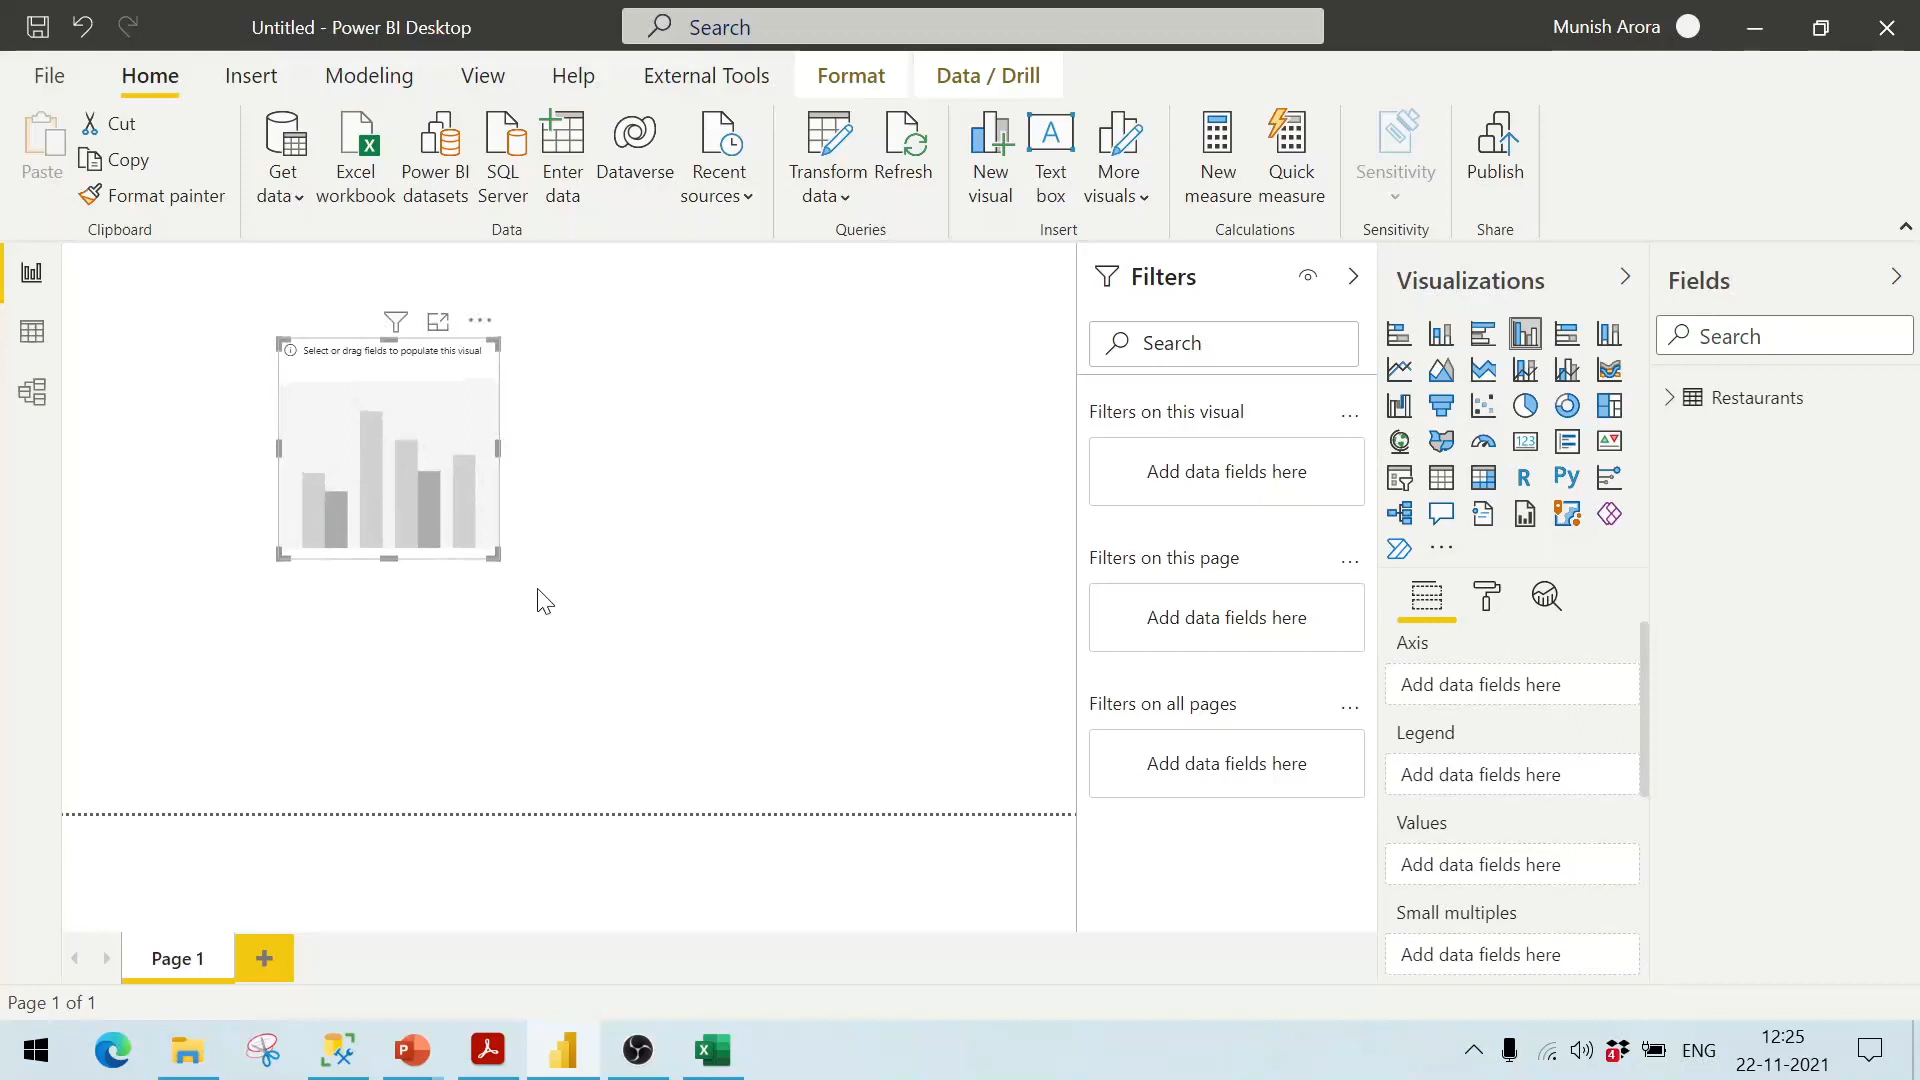 Untitled - Power BI Desktop
Search
Munish Arora
File
Home
Insert
Modeling
View
Help
External Tools
Format
Data / Drill
Paste
Cut
Copy
Format painter
Clipboard
Get
data
Excel
workbook
Power BI
datasets
SQL
Server
Enter
data
Dataverse
Recent
sources
Data
Transform
data
Refresh
Queries
New
visual
A
Text
box
More
visuals
Insert
New
measure
Quick
measure
Calculations
Sensitivity
Sensitivity
Publish
Share
Select or drag fields to populate this visual
Filters
Search
Filters on this visual
...
Add data fields here
Filters on this page
...
Add data fields here
Filters on all pages
...
Add data fields here
Visualizations
123
R
Py
...
Axis
Add data fields here
Legend
Add data fields here
Values
Add data fields here
Small multiples
Add data fields here
Fields
Search
Restaurants
Page 1
+
Page 1 of 1
P
X
4
ENG
12:25
22-11-2021